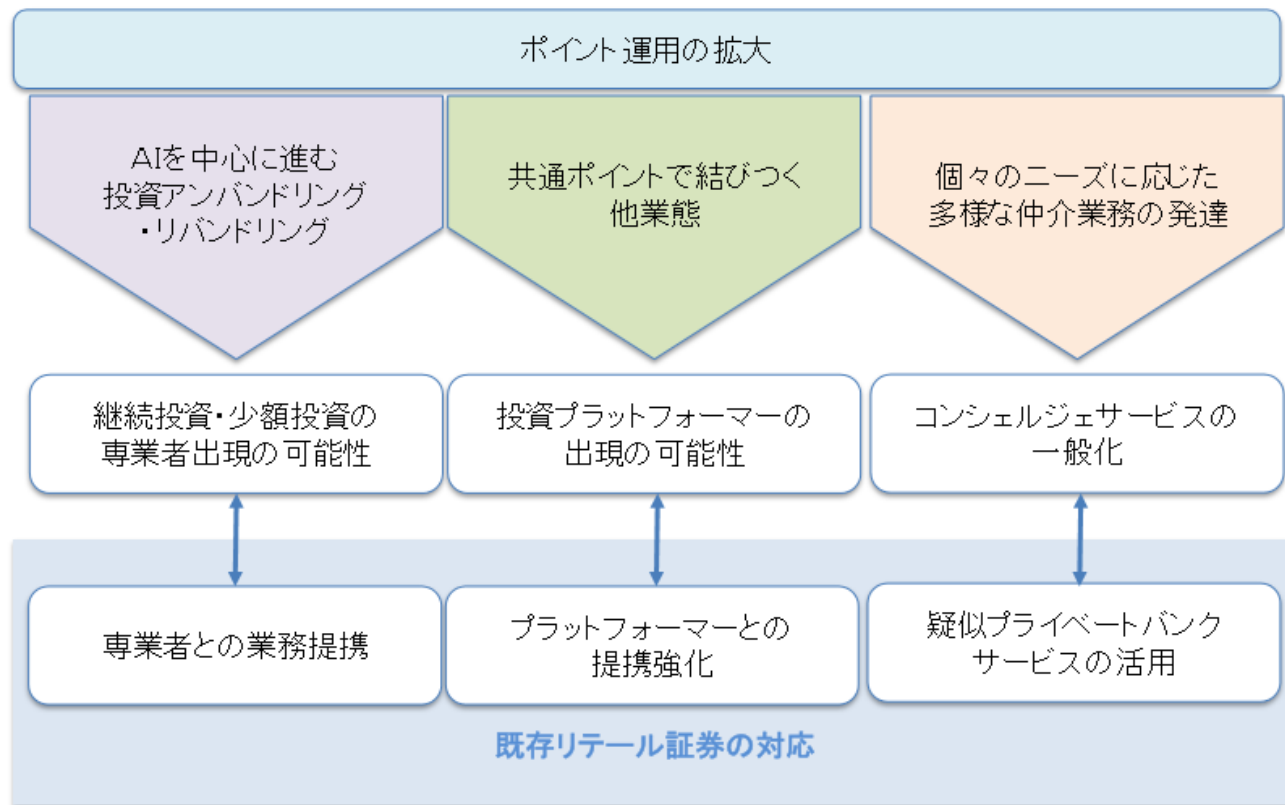 ポイント運用の拡大
AIを中心に進む
投資アンバンドリング
・リバンドリング
共通ポイントで結びつく
他業態
個々のニーズに応じた
多様な仲介業務の発達
継続投資・少額投資の
専業者出現の可能性
投資プラットフォーマーの
出現の可能性
コンシェルジェサービスの
一般化
専業者との業務提携
プラットフォーマーとの
提携強化
疑似プライベートバンク
サービスの活用
既存リテール証券の対応